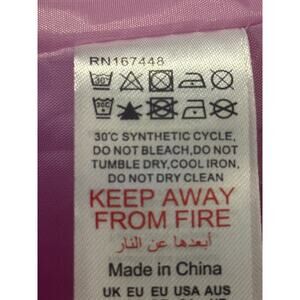 RN167448
30°C SYNTHETIC CYCLE,
DO NOT BLEACH,DO NOT
TUMBLE DRY,COOL IRON,
DO NOT DRY CLEAN
KEEP AWAY
FROM FIRE
أبعدها عن النار
Made in China
UK EU EU USA AUS